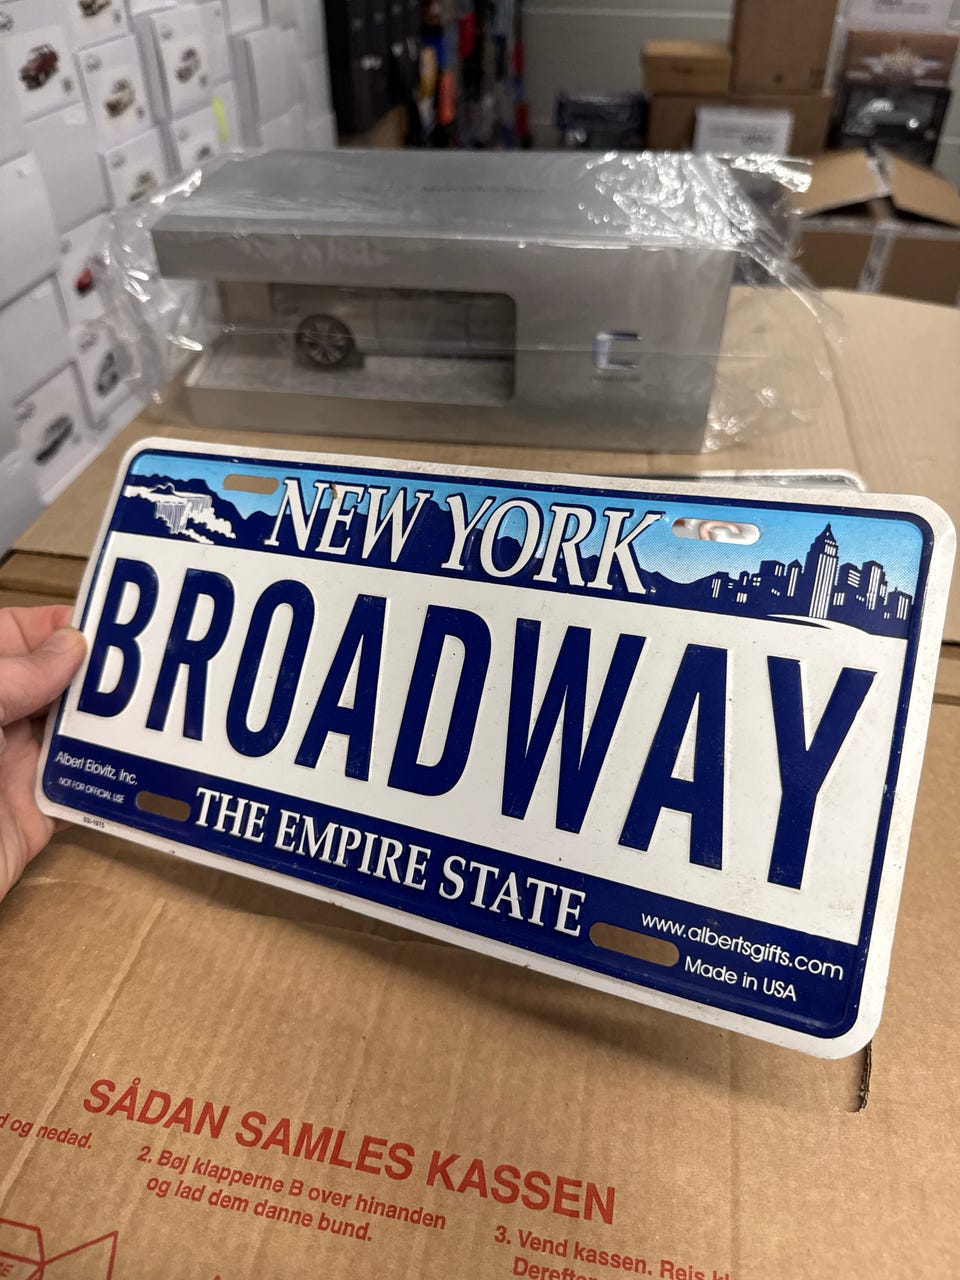 NEW YORK
BROADWAY
Albert Elovitz, Inc.
NOT FOR OFFICIAL USE
THE EMPIRE STATE
www.albertsgifts.com
Made in USA
SÅDAN SAMLES KASSEN
og nedad.
2. Bøj klapperne B over hinanden
og lad dem danne bund.
3. Vend kassen. Rejs